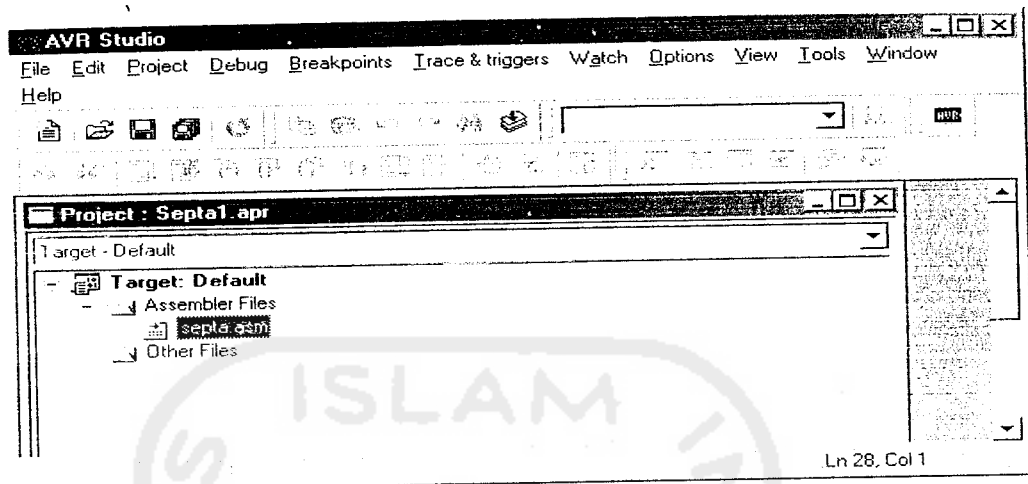 AVR Studio
File Edit Project Debug Breakpoints Trace & triggers Watch Options View Tools Window
Help
AVR
Project : Septa1.apr
Target - Default
Target: Default
Assembler Files
septa.asm
Other Files
ISLAM
Ln 28, Col 1